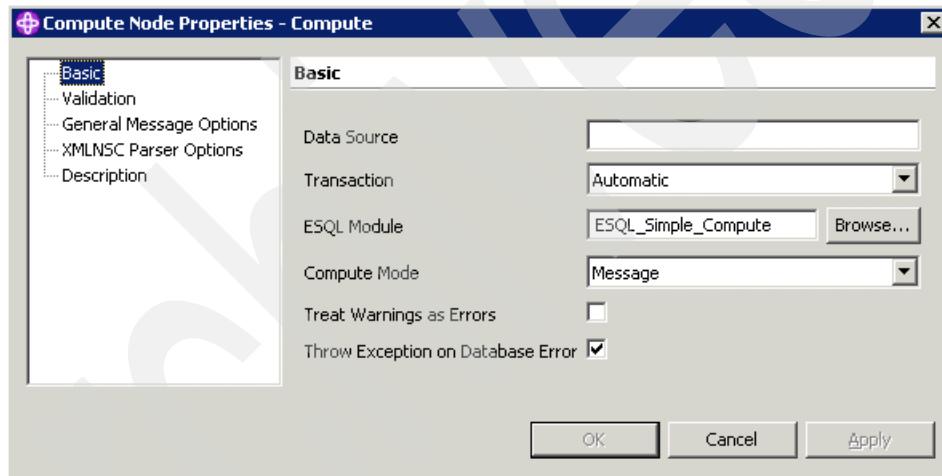 Compute Node Properties - Compute
Basic
Validation
General Message Options
XMLNSC Parser Options
Description
Basic
Data Source
Transaction Automatic
ESQL Module ESQL_Simple_Compute Browse...
Compute Mode Message
Treat Warnings as Errors
Throw Exception on Database Error
OK Cancel Apply